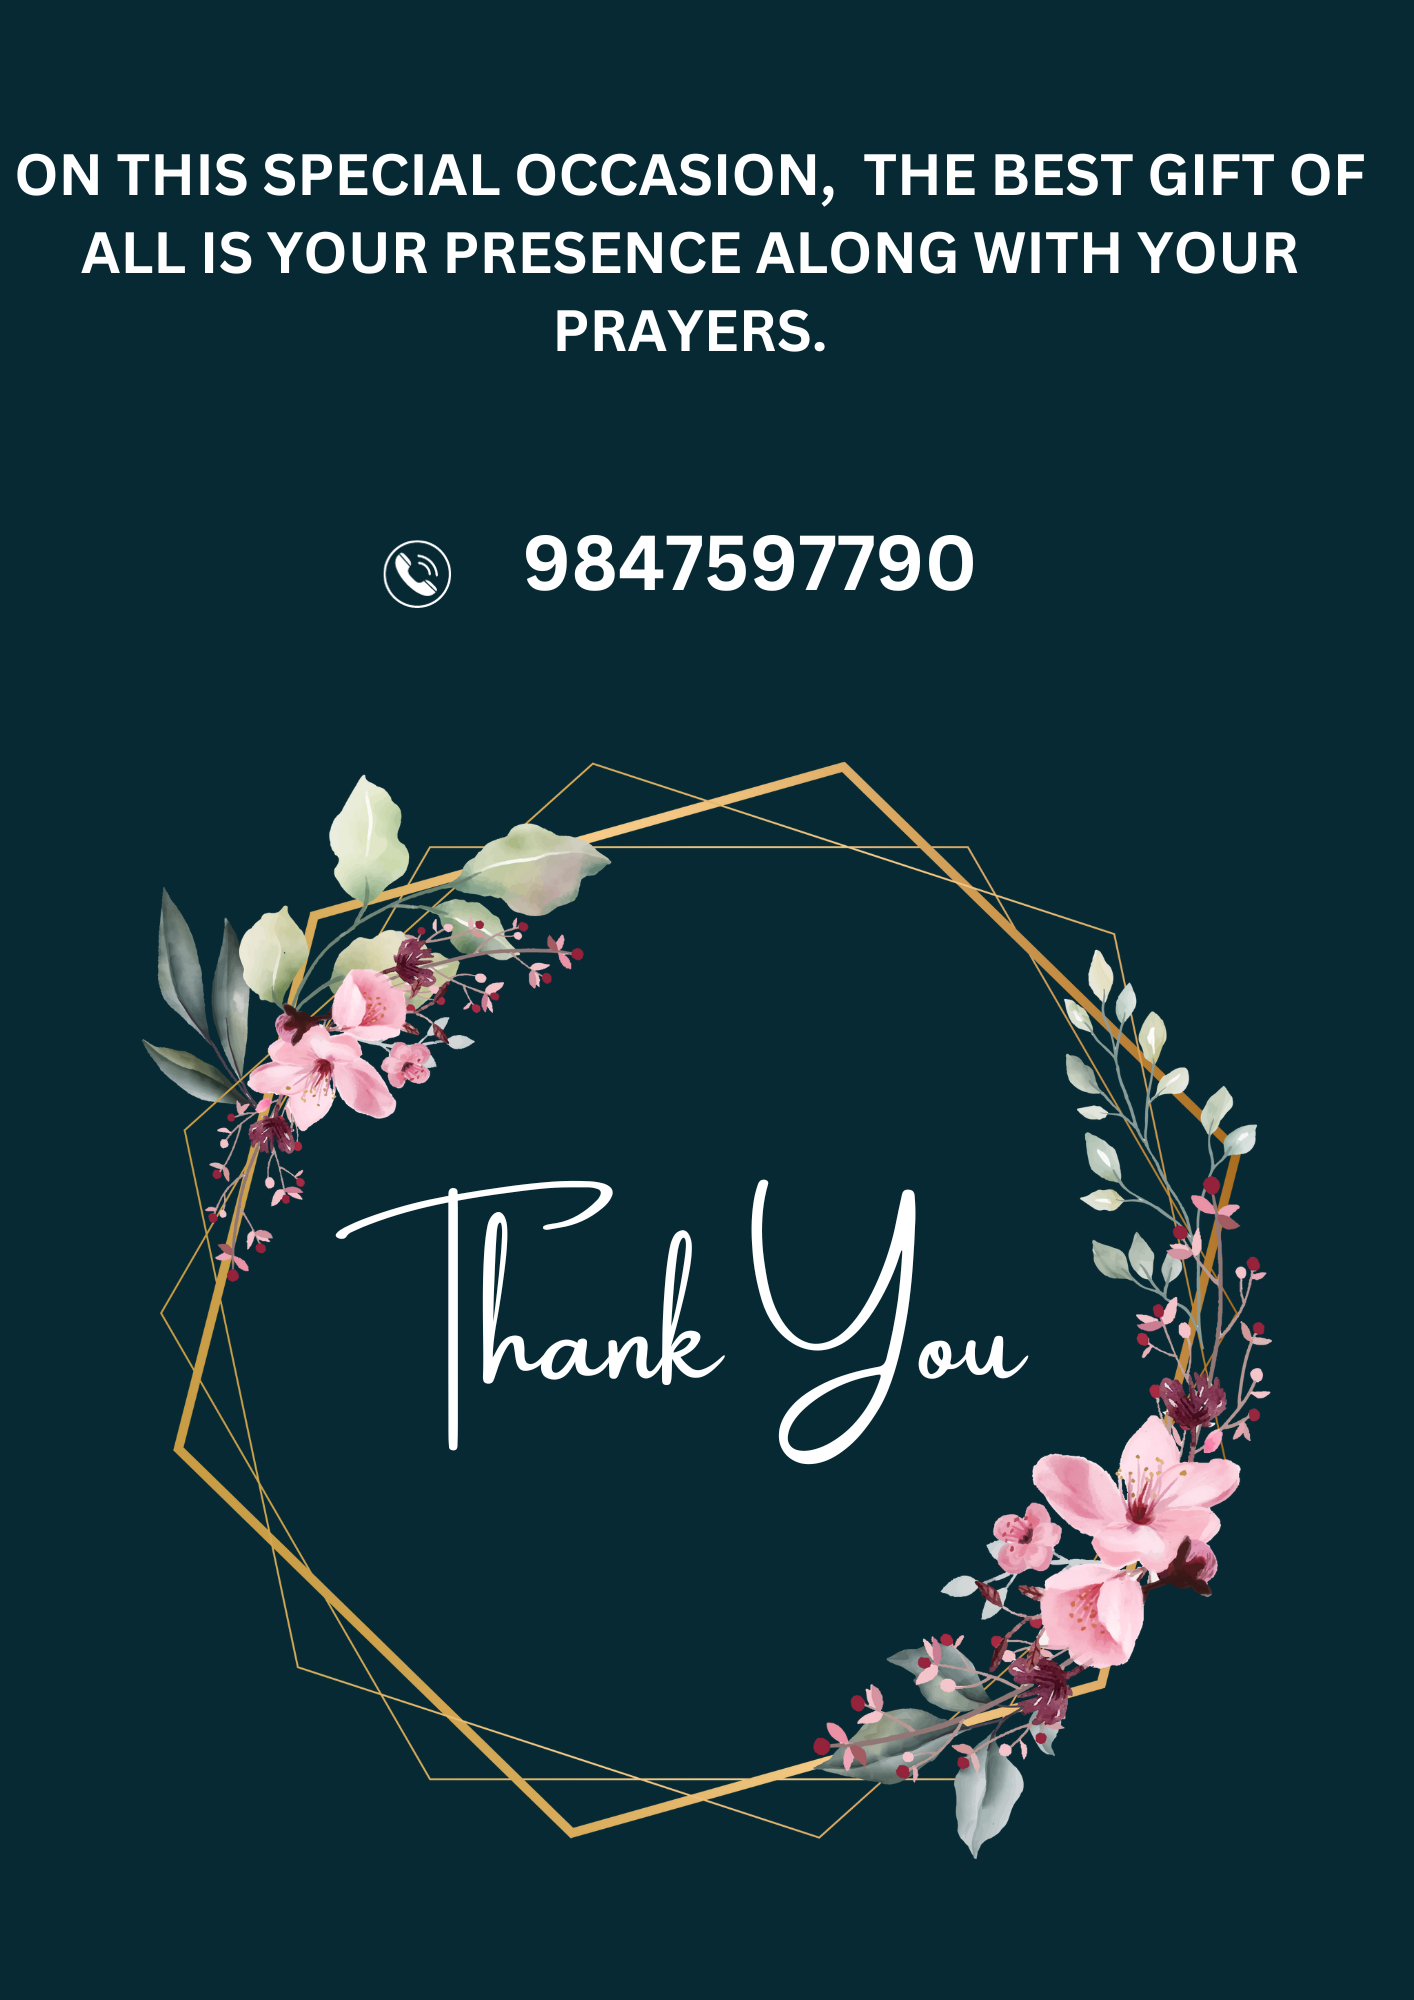 ON THIS SPECIAL OCCASION,  THE BEST GIFT OF
ALL IS YOUR PRESENCE ALONG WITH YOUR
PRAYERS.
9847597790
Thank You